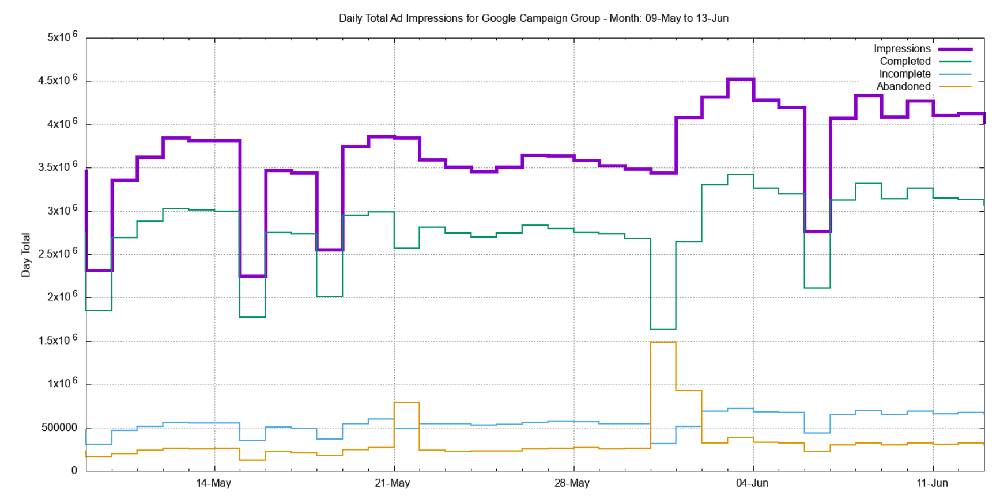 Daily Total Ad Impressions for Google Campaign Group - Month: 09-May to 13-Jun
5x10 6
4.5x10 6
4x10 6
3.5x10 6
3x10 6
2.5x10 6
2x10 6
1.5x10 6
1x10 6
500000
0
Day Total
Impressions
Completed
Incomplete
Abandoned
14-May
21-May
28-May
04-Jun
11-Jun